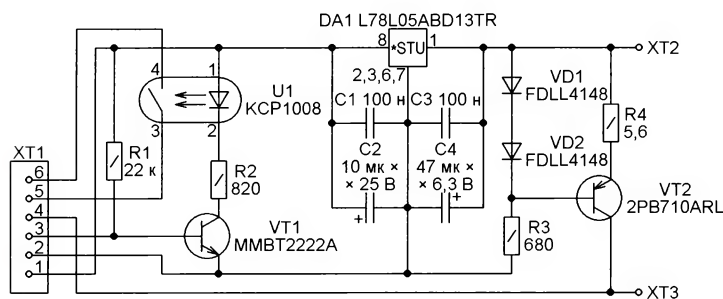 DA1 L78L05ABD13TR
8
*STU
1
XT2
4
1
2,3,6,7
U1
KCP1008
C1 100 н
C3 100 н
VD1
FDLL4148
R4
5,6
3
2
C2
10 мк ×
× 25 В
C4
47 мк ×
× 6,3 В
VD2
FDLL4148
XT1
R1
22 к
R2
820
6
5
4
3
2
1
+
+
VT1
MMBT2222A
R3
680
VT2
2PB710ARL
XT3